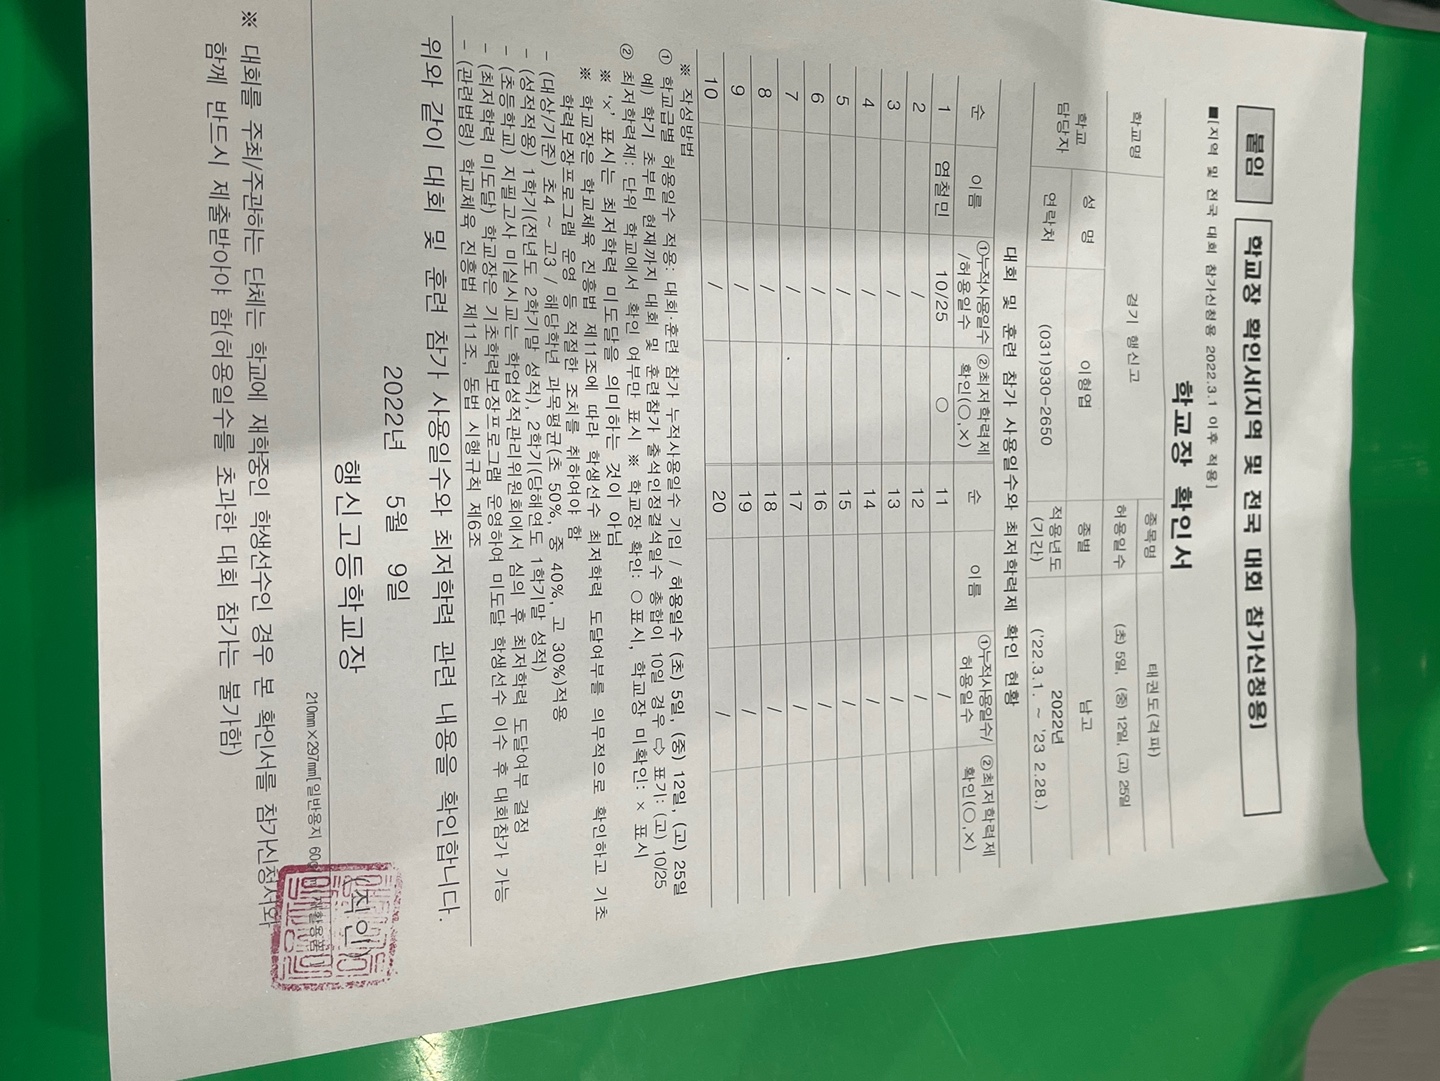 붙임 학교장 확인서(지역 및 전국 대회 참가신청용)
■[지역 및 전국 대회 참가신청용 2022.3.1 이후 적용]
학교장 확인서
학교명 경기 행신고 종목명 태권도(격파)
허용일수 (초) 5일, (중) 12일, (고) 25일
학교 담당자 성 명 이형엽 종별 남고
연락처 (031)930-2650 적용년도 (기간) 2022년 ('22.3.1. ~ '23 2.28.)
대회 및 훈련 참가 사용일수와 최저학력제 확인 현황
순 이름 ①누적사용일수/허용일수 ②최저학력제 확인(○,×) 순 이름 ①누적사용일수/허용일수 ②최저학력제 확인(○,×)
1 염철민 10/25 ○ 11 /
2 / 12 /
3 / 13 /
4 / 14 /
5 / 15 /
6 / 16 /
7 / 17 /
8 / 18 /
9 / 19 /
10 / 20 /
※ 작성방법
① 학교급별 허용일수 적용: 대회·훈련 참가 누적사용일수 기입 / 허용일수 (초) 5일, (중) 12일, (고) 25일
예) 학기 초부터 현재까지 대회 및 훈련참가 출석인정결석일수 총합이 10일 경우 ⇨ 표기: (고) 10/25
② 최저학력제: 단위 학교에서 확인 여부만 표시 ※ 학교장 확인: ○표시, 학교장 미확인: × 표시
※ '×' 표시는 최저학력 미도달을 의미하는 것이 아님
※ 학교장은 학교체육 진흥법 제11조에 따라 학생선수 최저학력 도달여부를 의무적으로 확인하고 기초
학력보장프로그램 운영 등 적절한 조치를 취하여야 함
- (대상/기준) 초4 ~ 고3 / 해당학년 과목평균(초 50%, 중 40%, 고 30%)적용
- (성적적용) 1학기(전년도 2학기말 성적), 2학기(당해연도 1학기말 성적)
- (초등학교) 지필고사 미실시교는 학업성적관리위원회에서 심의 후 최저학력 도달여부 결정
- (최저학력 미도달) 학교장은 기초학력보장프로그램 운영하여 미도달 학생선수 이수 후 대회참가 가능
- (관련법령) 학교체육 진흥법 제11조, 동법 시행규칙 제6조
위와 같이 대회 및 훈련 참가 사용일수와 최저학력 관련 내용을 확인합니다.
2022년 5월 9일
행신고등학교장 (직인)
210㎜×297㎜[일반용지
※ 대회를 주최/주관하는 단체는 학교에 재학중인 학생선수인 경우 본 확인서를 참가신청서와
함께 반드시 제출받아야 함(허용일수를 초과한 대회 참가는 불가함)